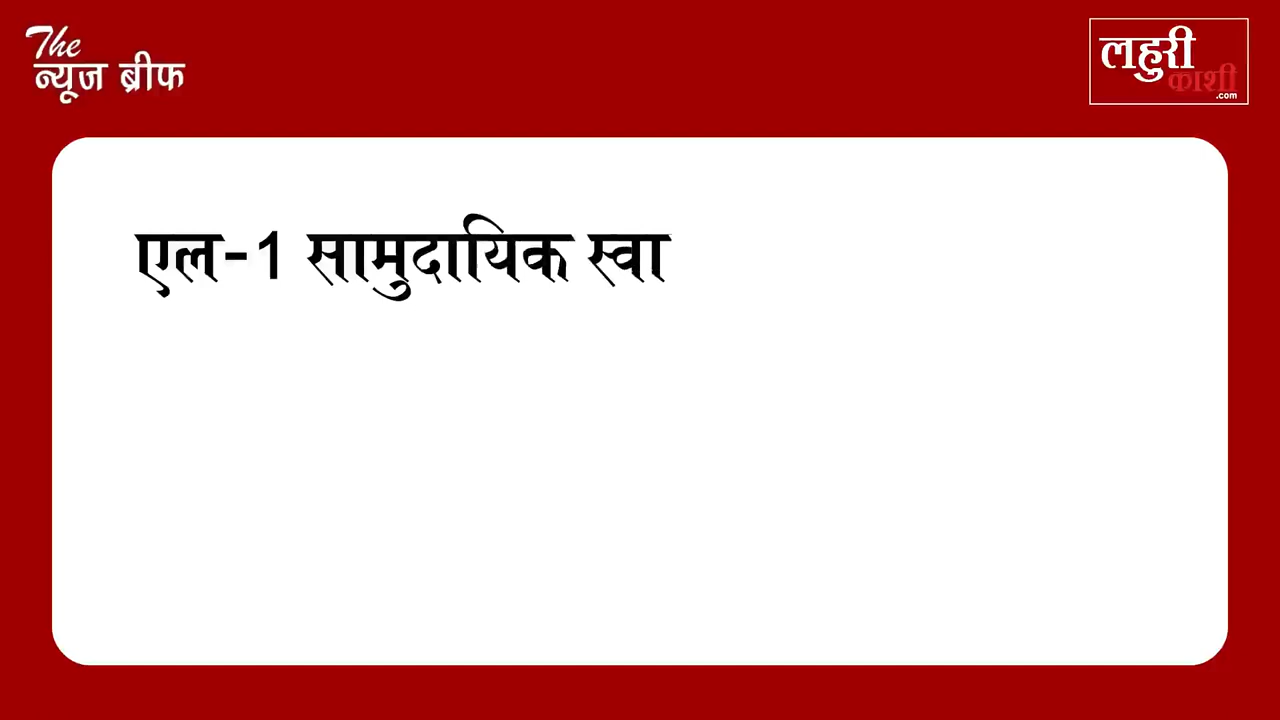 The
न्यूज ब्रीफ
लहुरी
काशी
.com
एल-1 सामुदायिक स्वा